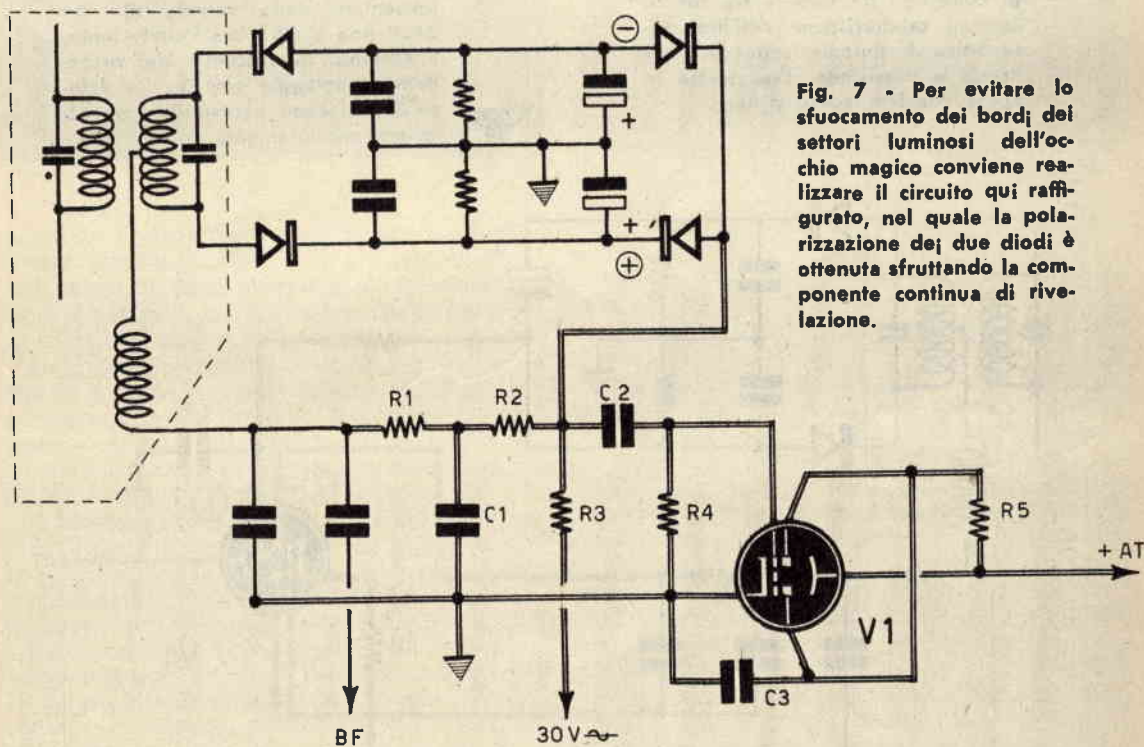 Fig. 7 - Per evitare lo
sfuocamento dei bordi dei
settori luminosi dell'oc-
chio magico conviene rea-
lizzare il circuito qui raffi-
gurato, nel quale la pola-
rizzazione dei due diodi è
ottenuta sfruttando la com-
ponente continua di rive-
lazione.
−
+
+
+
R1
R2
C2
C1
R3
R4
R5
+ AT
V1
C3
BF
30V~